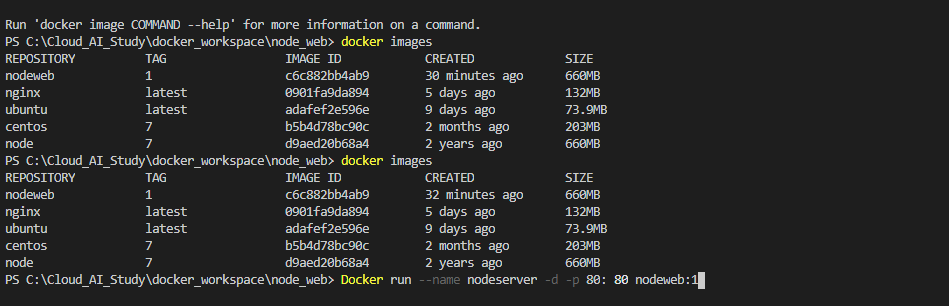 Run 'docker image COMMAND --help' for more information on a command.
PS C:\Cloud_AI_Study\docker_workspace\node_web> docker images
REPOSITORY TAG IMAGE ID CREATED SIZE
nodeweb 1 c6c882bb4ab9 30 minutes ago 660MB
nginx latest 0901fa9da894 5 days ago 132MB
ubuntu latest adafef2e596e 9 days ago 73.9MB
centos 7 b5b4d78bc90c 2 months ago 203MB
node 7 d9aed20b68a4 2 years ago 660MB
PS C:\Cloud_AI_Study\docker_workspace\node_web> docker images
REPOSITORY TAG IMAGE ID CREATED SIZE
nodeweb 1 c6c882bb4ab9 32 minutes ago 660MB
nginx latest 0901fa9da894 5 days ago 132MB
ubuntu latest adafef2e596e 9 days ago 73.9MB
centos 7 b5b4d78bc90c 2 months ago 203MB
node 7 d9aed20b68a4 2 years ago 660MB
PS C:\Cloud_AI_Study\docker_workspace\node_web> Docker run --name nodeserver -d -p 80: 80 nodeweb:1